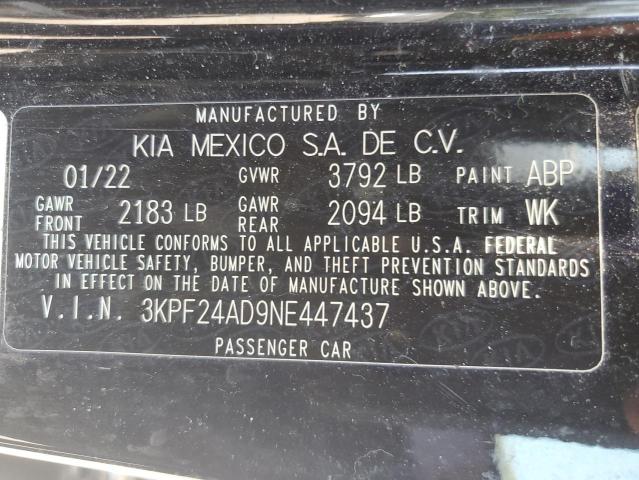 MANUFACTURED BY
KIA MEXICO S.A. DE C.V.
01/22 GVWR 3792 LB PAINT ABP
GAWR FRONT 2183 LB GAWR REAR 2094 LB TRIM WK
THIS VEHICLE CONFORMS TO ALL APPLICABLE U.S.A. FEDERAL
MOTOR VEHICLE SAFETY, BUMPER, AND THEFT PREVENTION STANDARDS
IN EFFECT ON THE DATE OF MANUFACTURE SHOWN ABOVE.
V.I.N. 3KPF24AD9NE447437
PASSENGER CAR